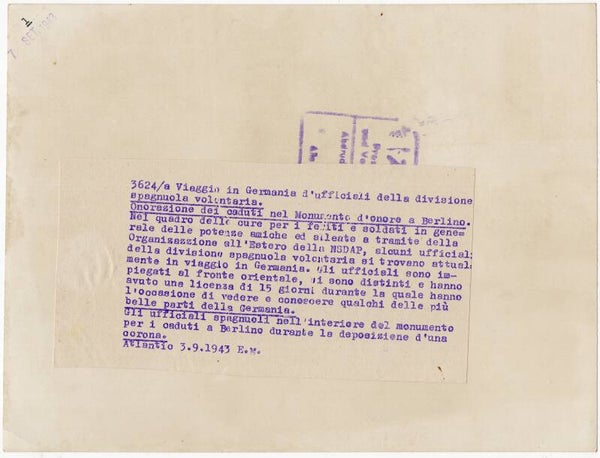 7 SET. 1943
3624/a Viaggio in Germania d'ufficiali della divisione
spagnuola volontaria.
Onorazione dei caduti nel Monumento d'onore a Berlino.
Nel quadro delle cure per i feriti e soldati in gene-
rale delle potenze amiche ed alleate a tramite della
Organizazzione all'Estero della NSDAP, alcuni ufficiali
della divisione spagnuola volontaria si trovano attual-
mente in viaggio in Germania. Gli ufficiali sono im-
piegati al fronte orientale, si sono distinti e hanno
avuto una licenza di 15 giorni durante la quale hanno
l'occasione di vedere e conoscere qualchi delle più
belle parti della Germania.
Gli ufficiali spagnuoli nell'interiore del monumento
per i caduti a Berlino durante la deposizione d'una
corona.
Atlantic 3.9.1943 E.M.